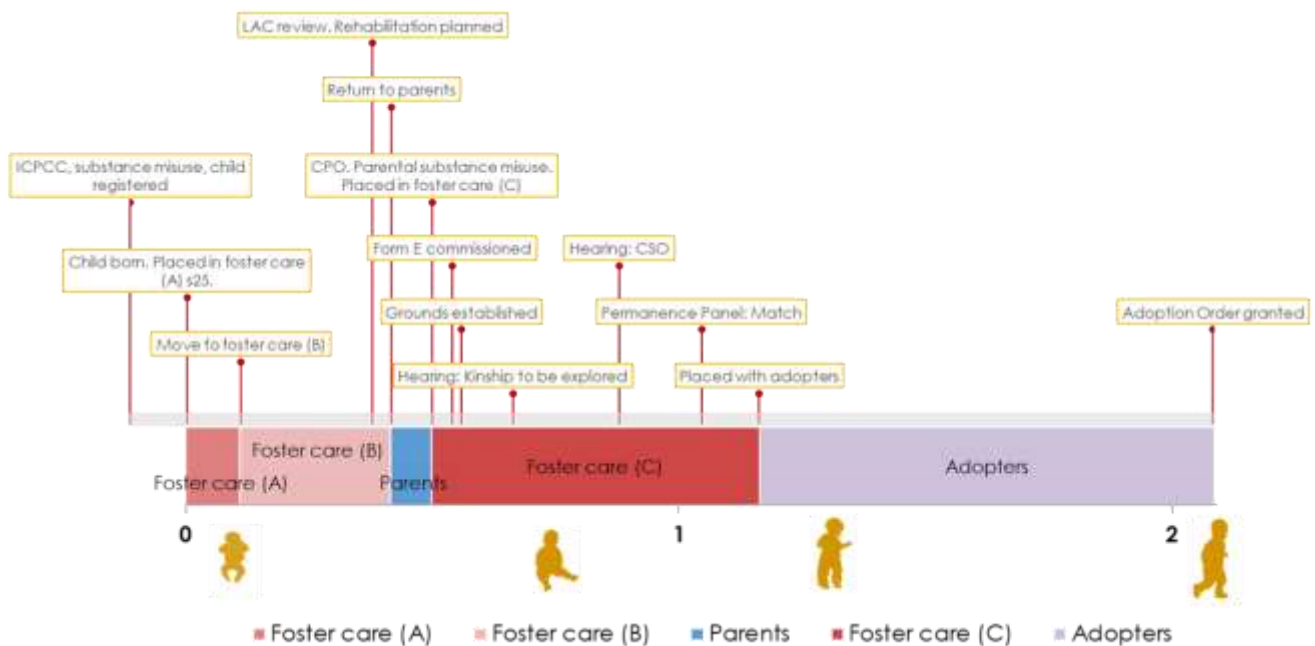 LAC review. Rehabilitation planned
Return to parents
ICPCC, substance misuse, child
registered
CPO. Parental substance misuse.
Placed in foster care (C)
Form E commissioned
Hearing: CSO
Child born. Placed in foster care
(A) s25.
Grounds established
Permanence Panel: Match
Adoption Order granted
Move to foster care (B)
Hearing: Kinship to be explored
Placed with adopters
Foster care (A)
Foster care (B)
Parents
Foster care (C)
Adopters
0
1
2
Foster care (A)
Foster care (B)
Parents
Foster care (C)
Adopters